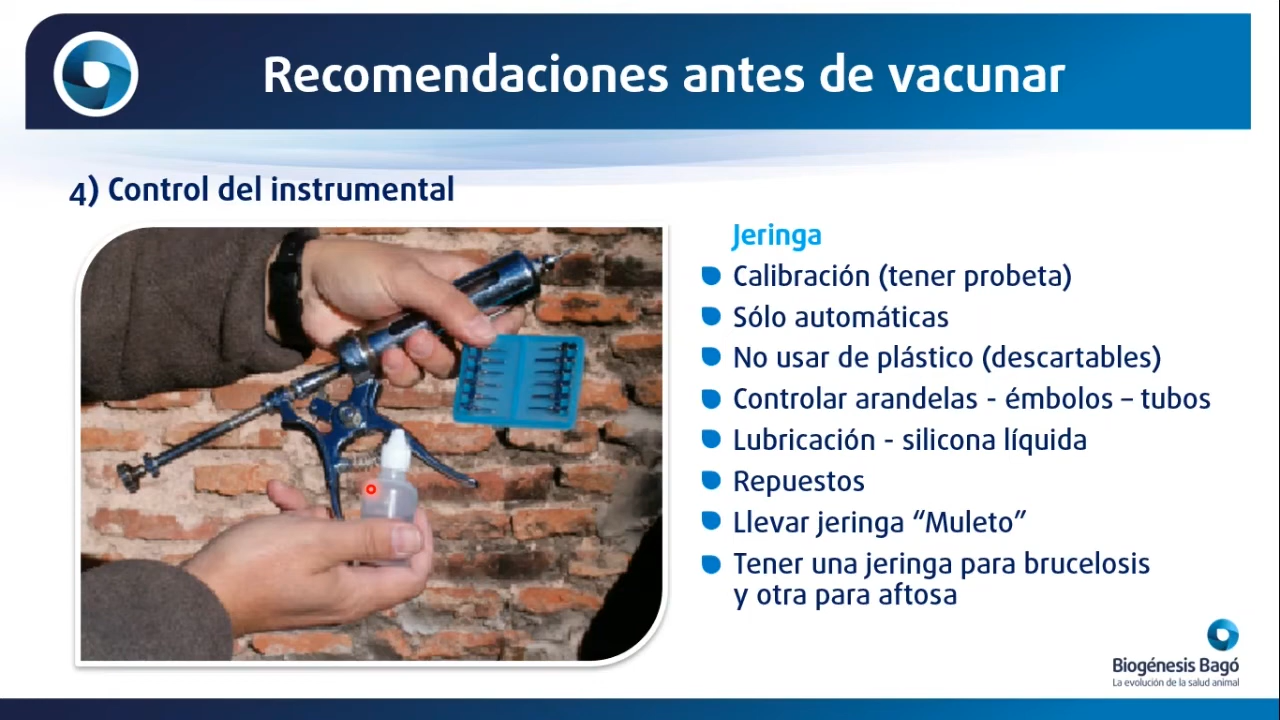 Recomendaciones antes de vacunar
4) Control del instrumental
Jeringa
Calibración (tener probeta)
Sólo automáticas
No usar de plástico (descartables)
Controlar arandelas - émbolos – tubos
Lubricación - silicona líquida
Repuestos
Llevar jeringa “Muleto”
Tener una jeringa para brucelosis
y otra para aftosa
Biogénesis Bagó
La evolución de la salud animal